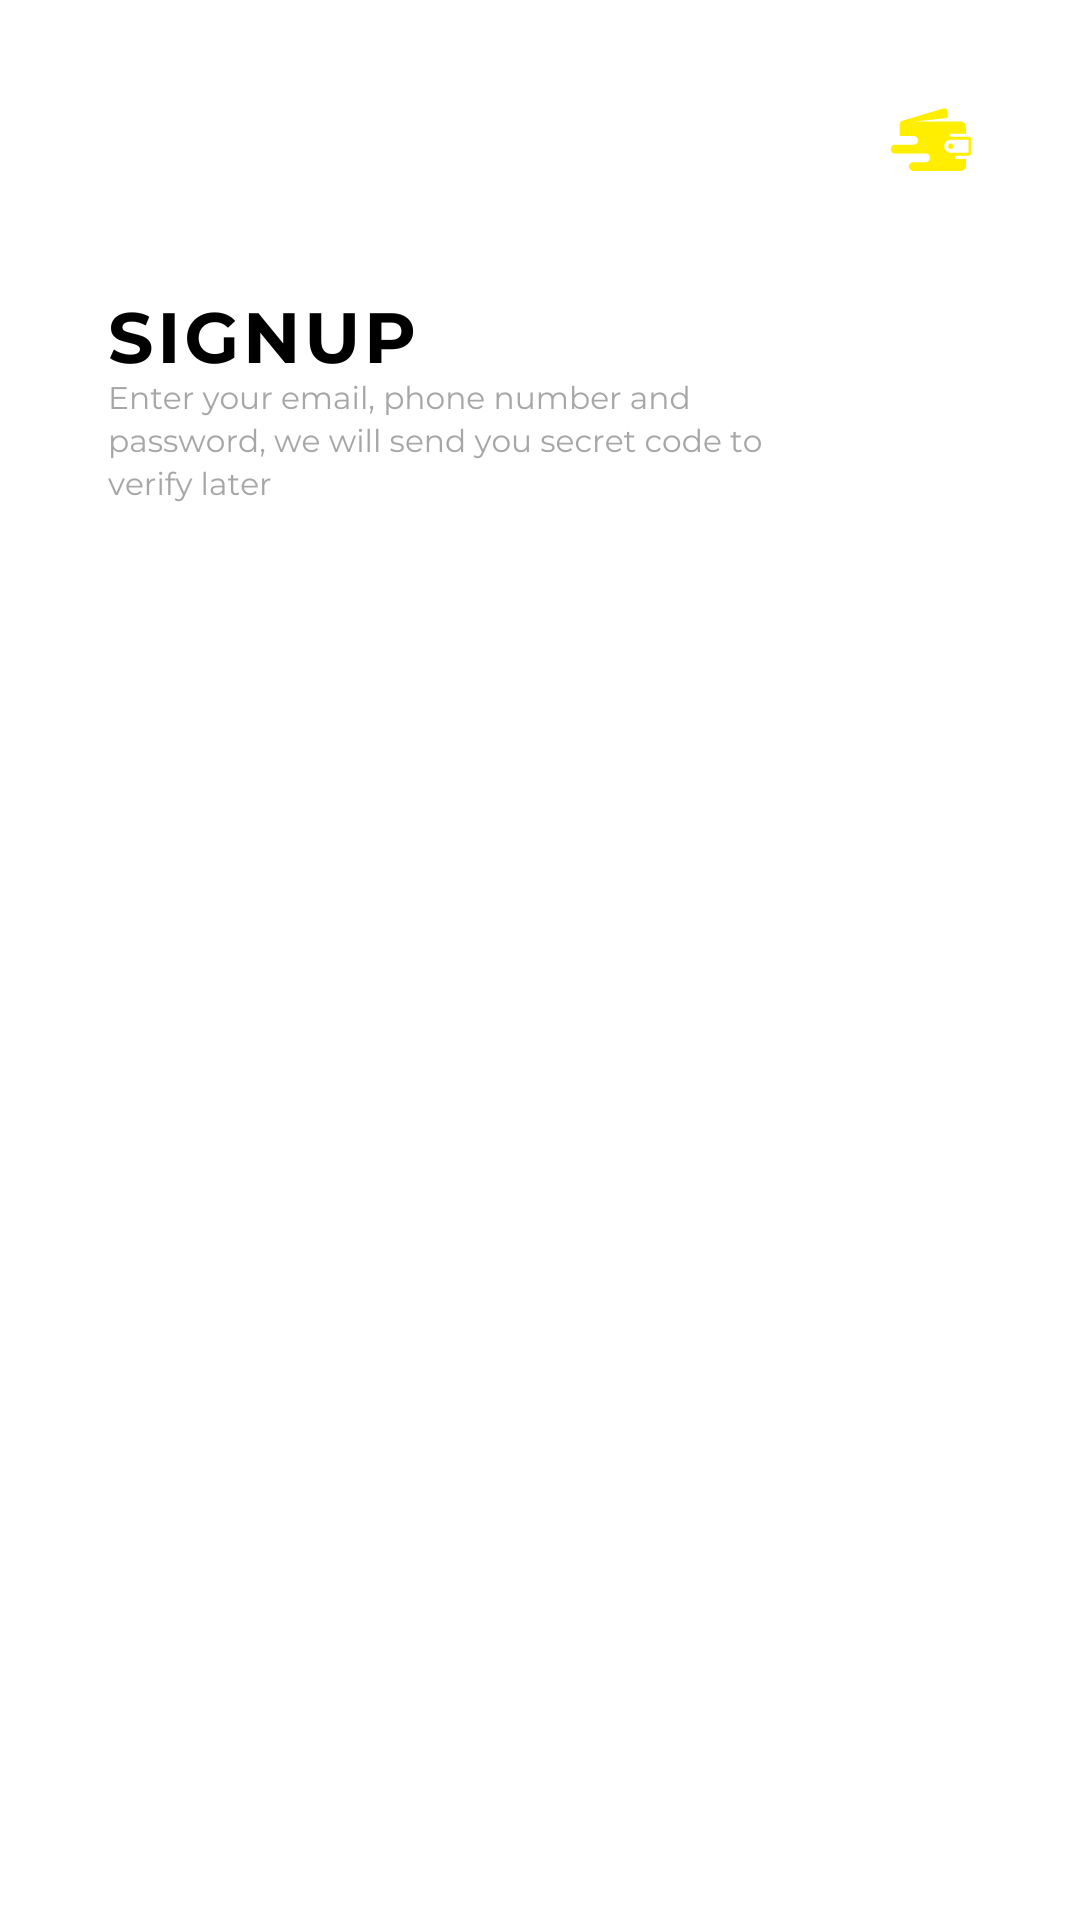 SIGNUP
Enter your email, phone number and
password, we will send you secret code to
verify later